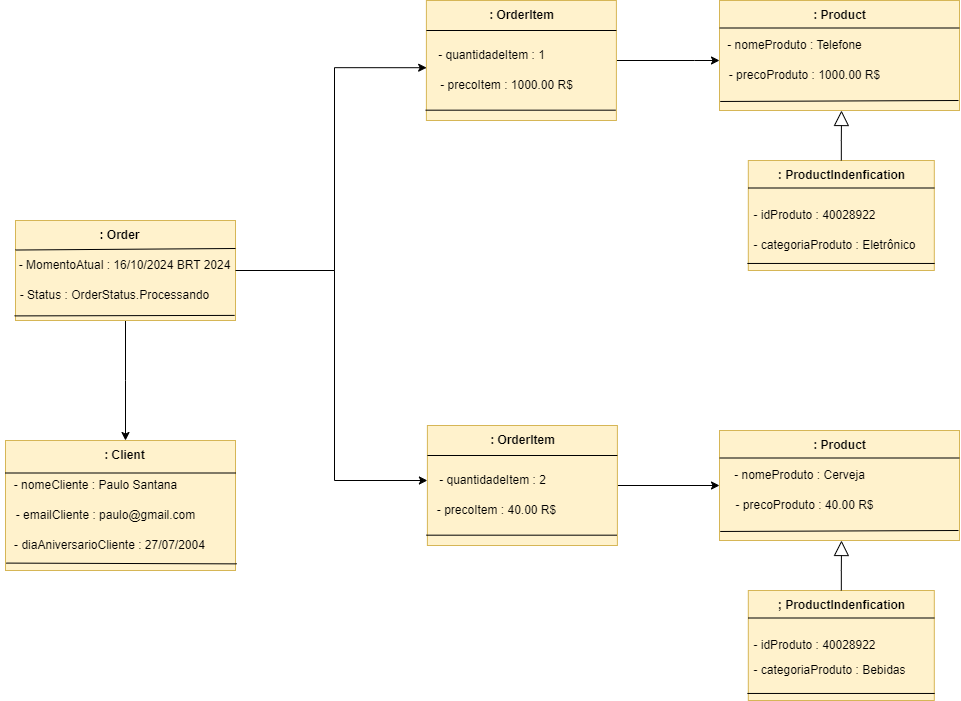 : OrderItem
- quantidadeItem : 1
- precoItem : 1000.00 R$
: Product
- nomeProduto : Telefone
- precoProduto : 1000.00 R$
: ProductIndenfication
- idProduto : 40028922
- categoriaProduto : Eletrônico
: Order
- MomentoAtual : 16/10/2024 BRT 2024
- Status : OrderStatus.Processando
: Client
- nomeCliente : Paulo Santana
- emailCliente : paulo@gmail.com
- diaAniversarioCliente : 27/07/2004
: OrderItem
- quantidadeItem : 2
- precoItem : 40.00 R$
: Product
- nomeProduto : Cerveja
- precoProduto : 40.00 R$
; ProductIndenfication
- idProduto : 40028922
- categoriaProduto : Bebidas